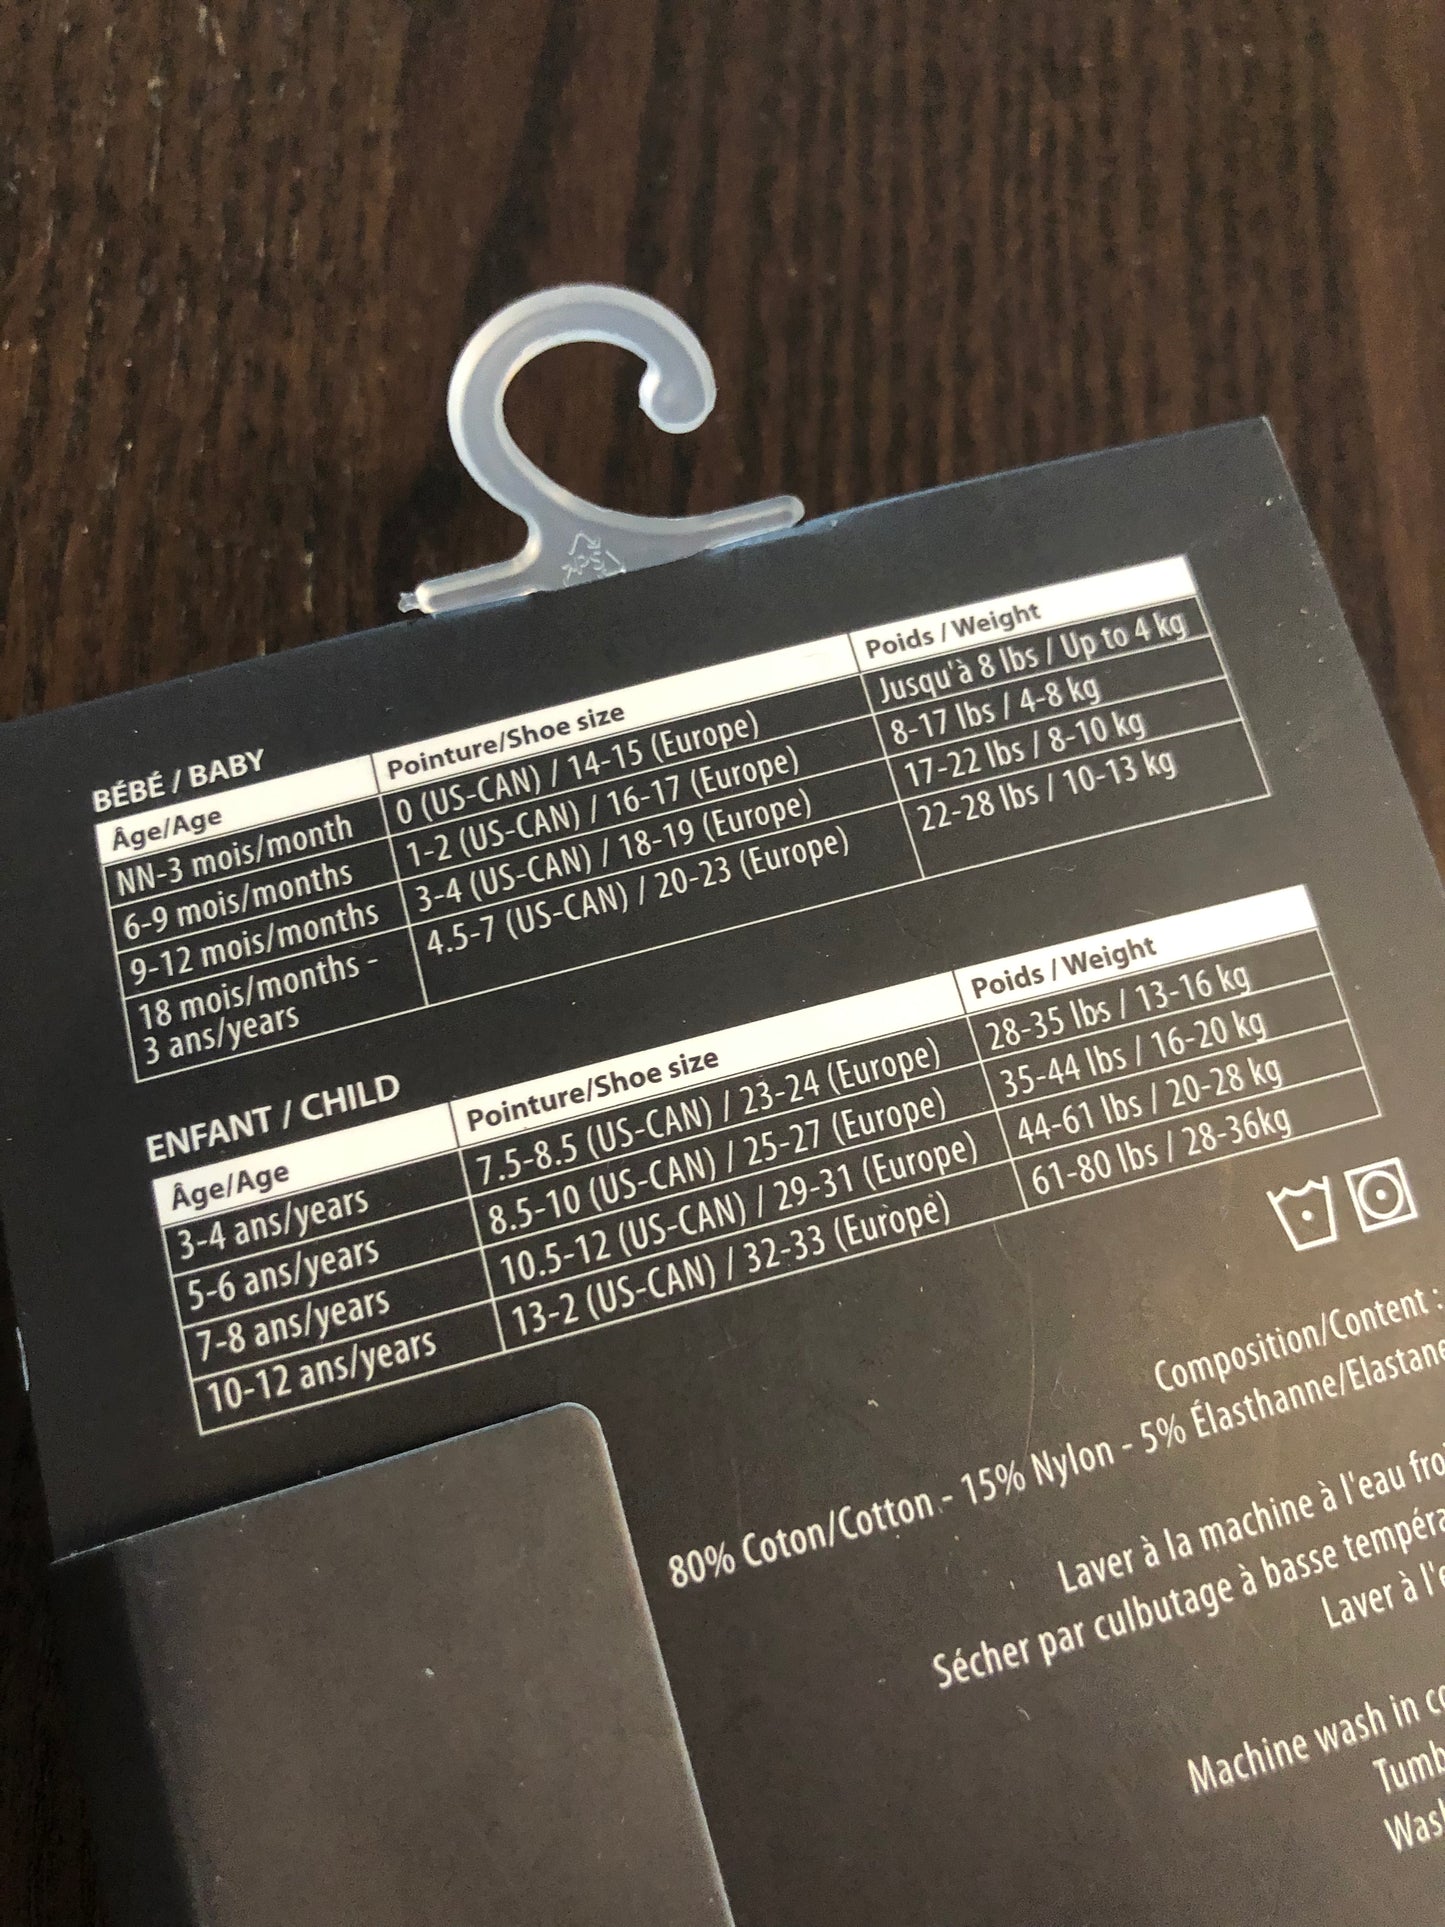 PS
BÉBÉ / BABY
Âge/Age Pointure/Shoe size Poids / Weight
NN-3 mois/month 0 (US-CAN) / 14-15 (Europe) Jusqu'à 8 lbs / Up to 4 kg
6-9 mois/months 1-2 (US-CAN) / 16-17 (Europe) 8-17 lbs / 4-8 kg
9-12 mois/months 3-4 (US-CAN) / 18-19 (Europe) 17-22 lbs / 8-10 kg
18 mois/months - 4.5-7 (US-CAN) / 20-23 (Europe) 22-28 lbs / 10-13 kg
3 ans/years
ENFANT / CHILD
Âge/Age Pointure/Shoe size Poids / Weight
3-4 ans/years 7.5-8.5 (US-CAN) / 23-24 (Europe) 28-35 lbs / 13-16 kg
5-6 ans/years 8.5-10 (US-CAN) / 25-27 (Europe) 35-44 lbs / 16-20 kg
7-8 ans/years 10.5-12 (US-CAN) / 29-31 (Europe) 44-61 lbs / 20-28 kg
10-12 ans/years 13-2 (US-CAN) / 32-33 (Europe) 61-80 lbs / 28-36kg
Composition/Content :
80% Coton/Cotton - 15% Nylon - 5% Élasthanne/Elastane
Laver à la machine à l'eau fro
Sécher par culbutage à basse tempéra
Laver à l'e
Machine wash in co
Tumb
Wash